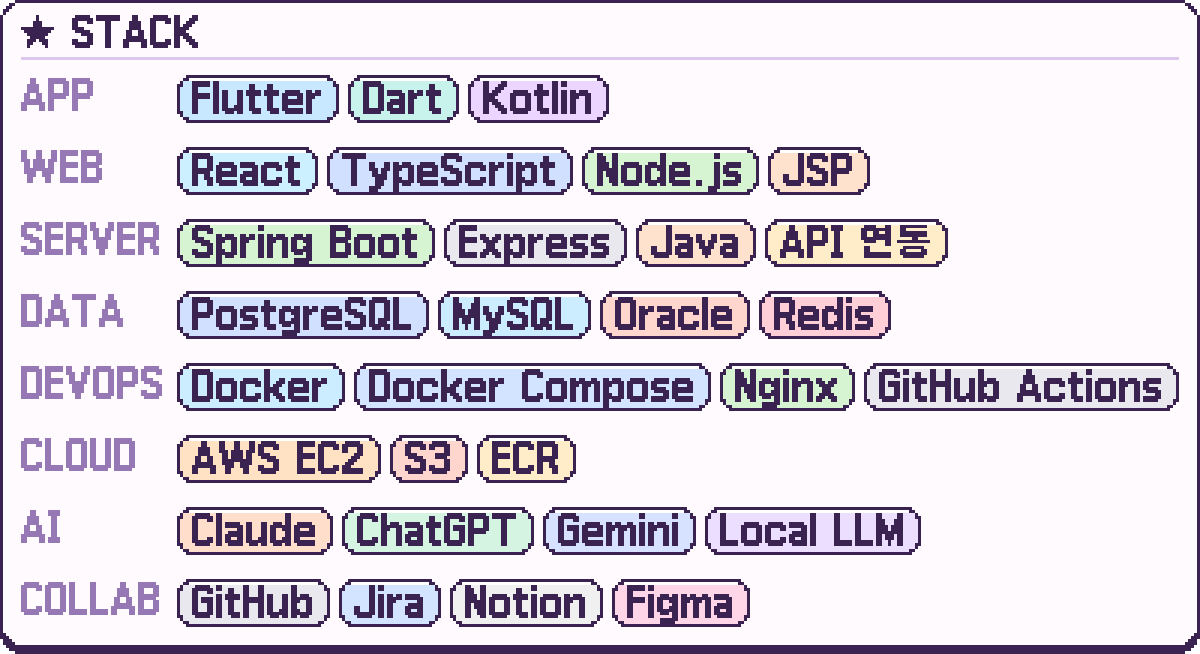 ★ STACK
APP Flutter Dart Kotlin
WEB React TypeScript Node.js JSP
SERVER Spring Boot Express Java API 연동
DATA PostgreSQL MySQL Oracle Redis
DEVOPS Docker Docker Compose Nginx GitHub Actions
CLOUD AWS EC2 S3 ECR
AI Claude ChatGPT Gemini Local LLM
COLLAB GitHub Jira Notion Figma